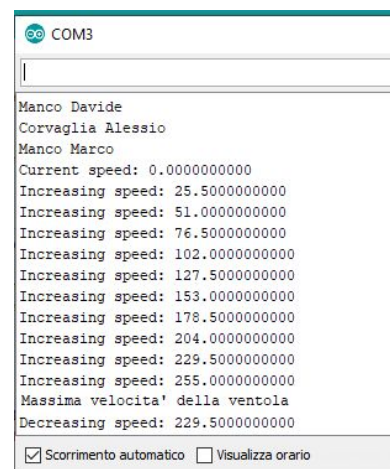 COM3
Manco Davide
Corvaglia Alessio
Manco Marco
Current speed: 0.0000000000
Increasing speed: 25.5000000000
Increasing speed: 51.0000000000
Increasing speed: 76.5000000000
Increasing speed: 102.0000000000
Increasing speed: 127.5000000000
Increasing speed: 153.0000000000
Increasing speed: 178.5000000000
Increasing speed: 204.0000000000
Increasing speed: 229.5000000000
Increasing speed: 255.0000000000
Massima velocita' della ventola
Decreasing speed: 229.5000000000
Scorrimento automatico Visualizza orario